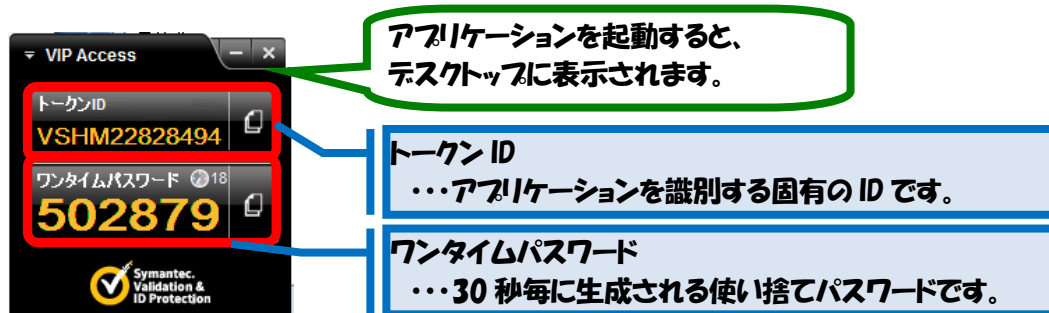 アプリケーションを起動すると、
デスクトップに表示されます。
VIP Access
トークンID
VSHM22828494
ワンタイムパスワード 18
502879
Symantec.
Validation &
ID Protection
トークン ID
・・・アプリケーションを識別する固有の ID です。
ワンタイムパスワード
・・・30 秒毎に生成される使い捨てパスワードです。